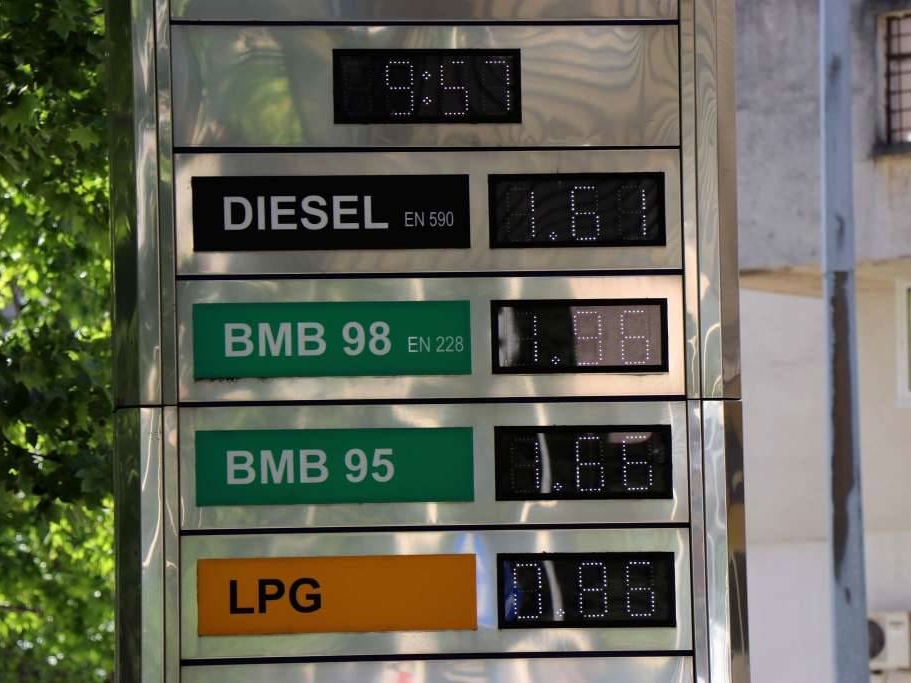 9:57
DIESEL EN 590 1.61
BMB 98 EN 228 1.96
BMB 95 1.66
LPG 0.86